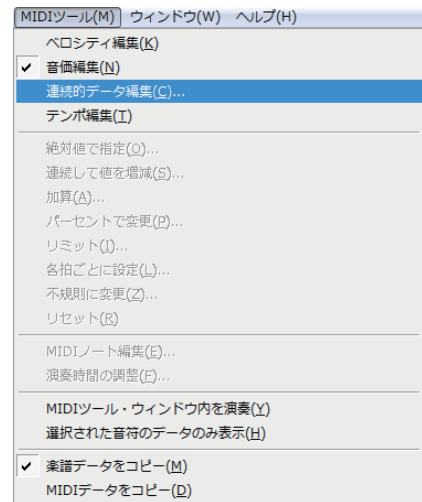 MIDIツール(M) ウィンドウ(W) ヘルプ(H)
ベロシティ編集(K)
音価編集(N)
連続的データ編集(C)...
テンポ編集(T)
絶対値で指定(O)...
連続して値を増減(S)...
加算(A)...
パーセントで変更(P)...
リミット(I)...
各拍ごとに設定(L)...
不規則に変更(Z)...
リセット(R)
MIDIノート編集(E)...
演奏時間の調整(F)...
MIDIツール・ウィンドウ内を演奏(Y)
選択された音符のデータのみ表示(H)
楽譜データをコピー(M)
MIDIデータをコピー(D)